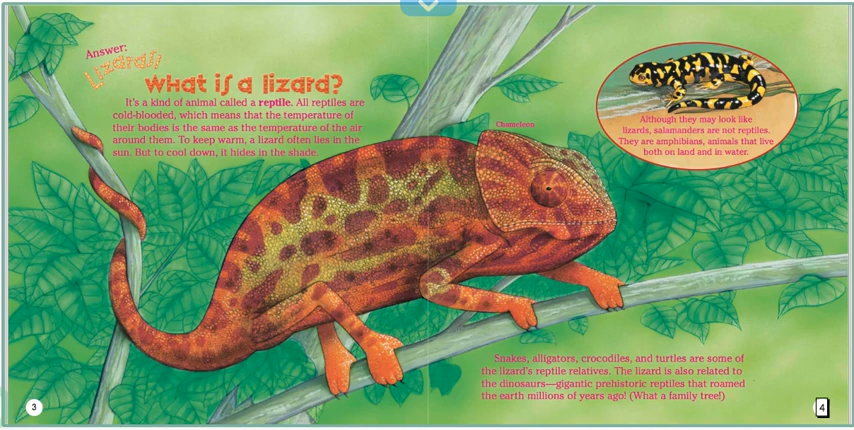 Answer:
Lizards!
What is a lizard?
It's a kind of animal called a reptile. All reptiles are
cold-blooded, which means that the temperature of
their bodies is the same as the temperature of the air
around them. To keep warm, a lizard often lies in the
sun. But to cool down, it hides in the shade.
Chameleon
Although they may look like
lizards, salamanders are not reptiles.
They are amphibians, animals that live
both on land and in water.
Snakes, alligators, crocodiles, and turtles are some of
the lizard's reptile relatives. The lizard is also related to
the dinosaurs—gigantic prehistoric reptiles that roamed
the earth millions of years ago! (What a family tree!)
3
4